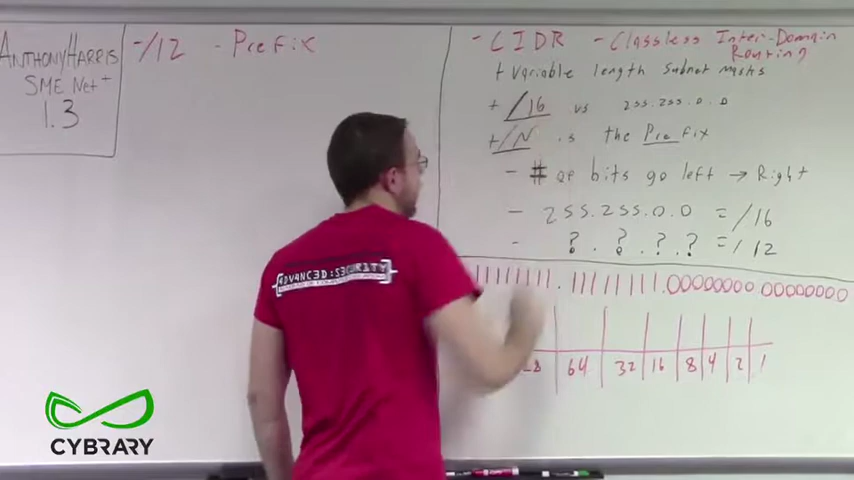 ANTHONY HARRIS
SME Net+
1.3
-/12 - Prefix
- CIDR - Classless Inter-Domain
Routing
+ Variable length Subnet masks
+ /16 vs 255.255.0.0
+ /N is the Prefix
- # of bits go left → Right
- 255.255.0.0 = /16
- ? . ? . ? . ? = /12
11111111.00000000.00000000
64 32 16 8 4 2 1
ADVANC3D:S3CURITY
CYBRARY